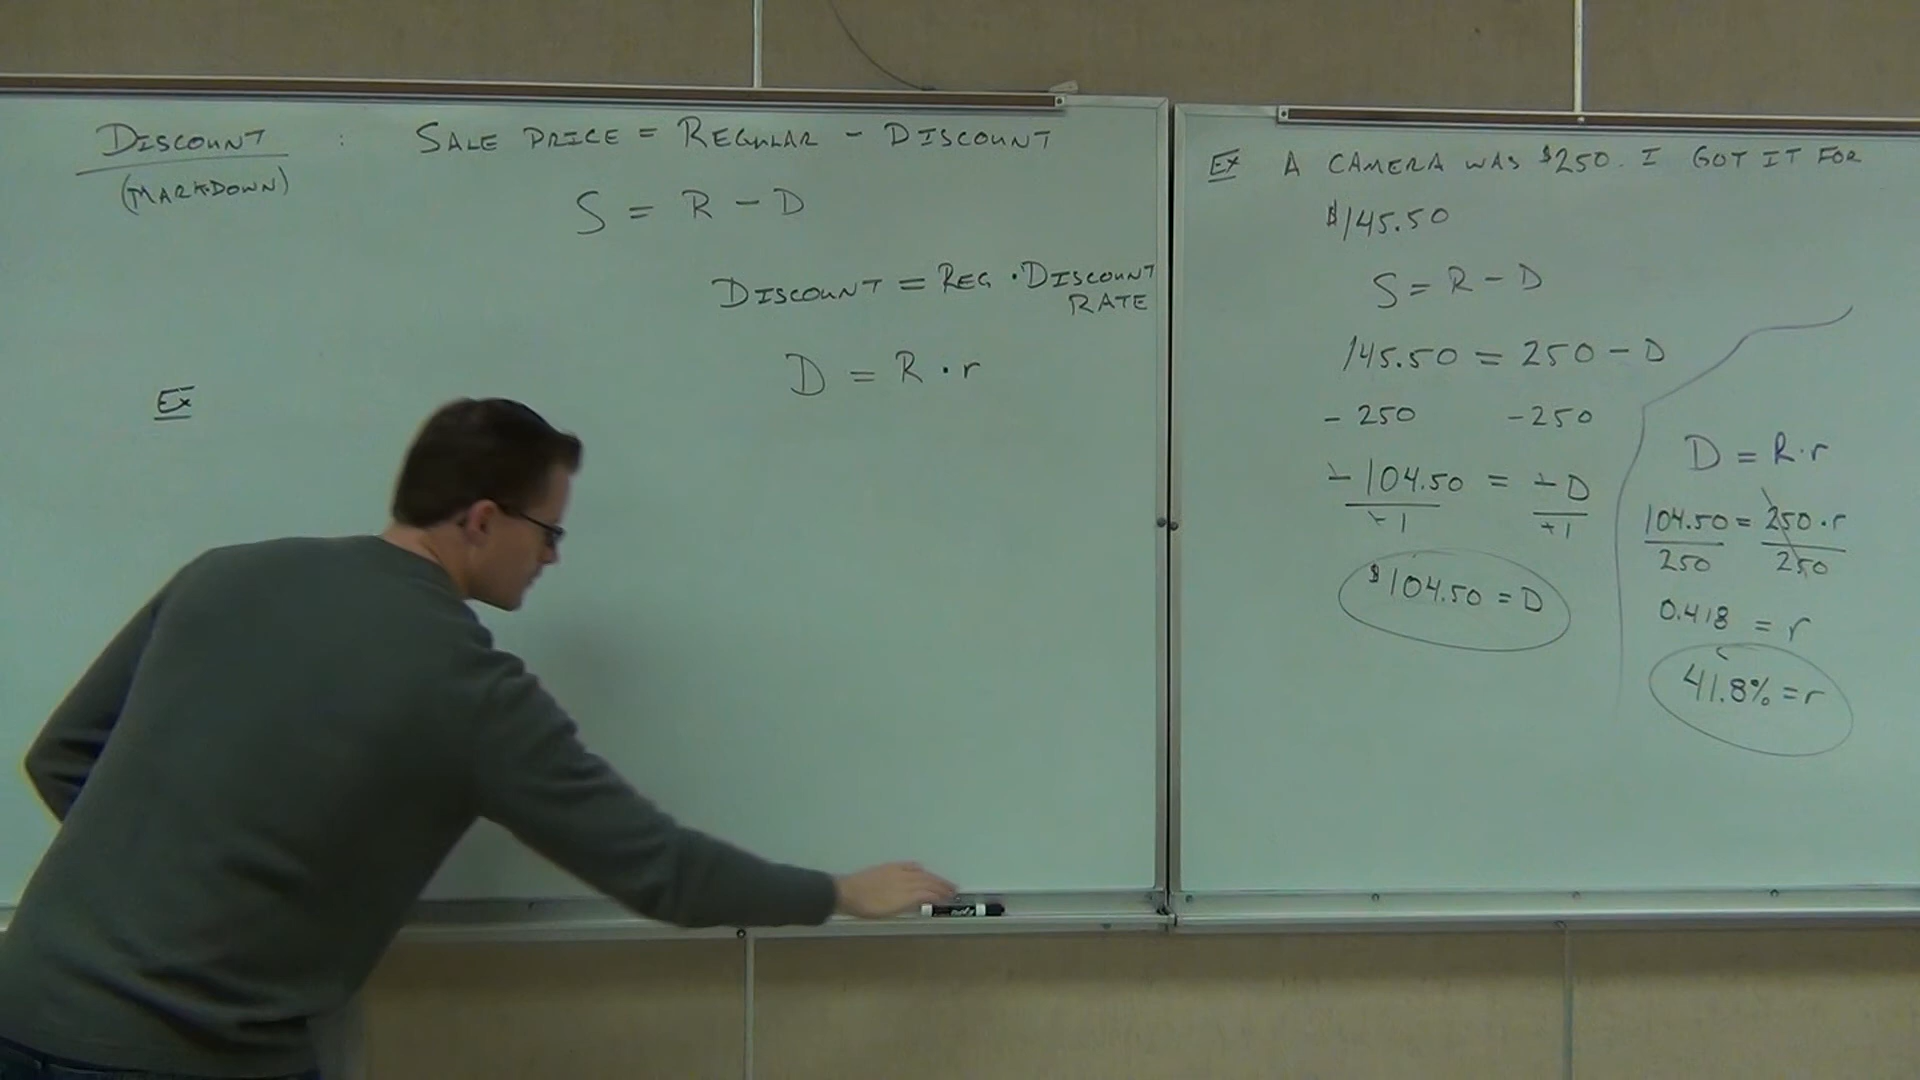 DISCOUNT : SALE PRICE = REGULAR - DISCOUNT
(MARKDOWN)
S = R - D
DISCOUNT = REG · DISCOUNT
RATE
D = R · r
Ex
Ex A CAMERA WAS $250. I GOT IT FOR
$145.50
S = R - D
145.50 = 250 - D
- 250 - 250
- 104.50 = - D
-1 -1
$104.50 = D
D = R · r
104.50 = 250 · r
250 250
0.418 = r
41.8% = r